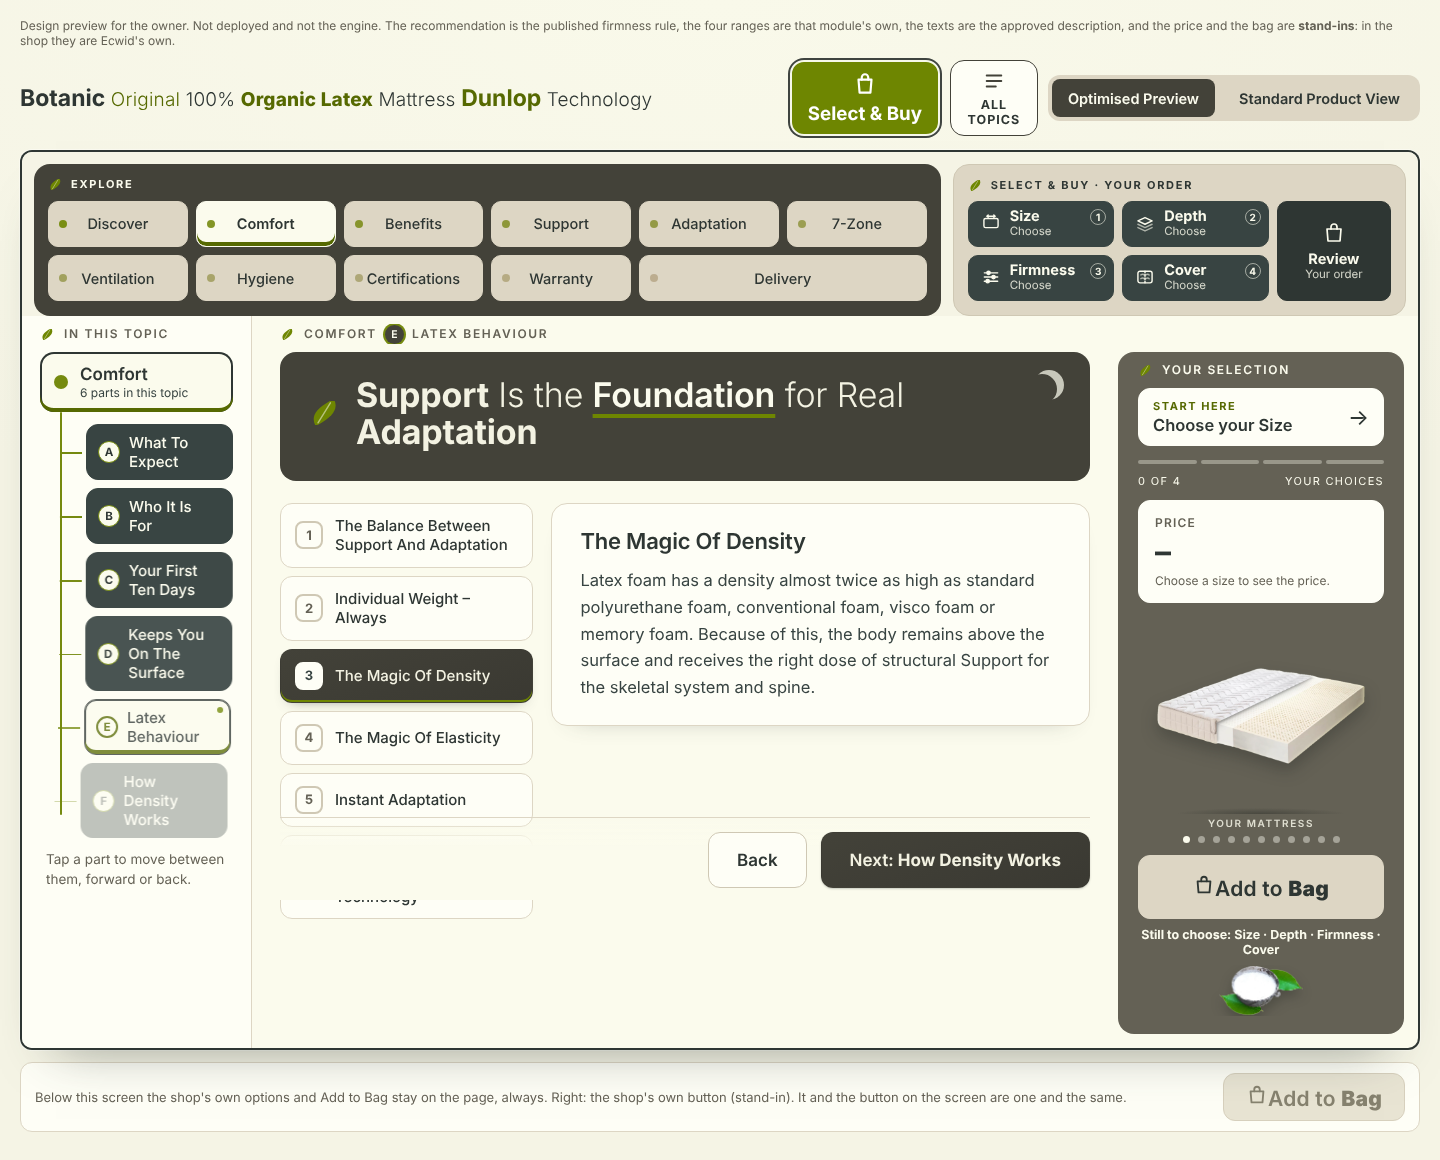 Design preview for the owner. Not deployed and not the engine. The recommendation is the published firmness rule, the four ranges are that module's own, the texts are the approved description, and the price and the bag are stand-ins: in the
shop they are Ecwid's own.
Botanic Original 100% Organic Latex Mattress Dunlop Technology
Select & Buy
ALL
TOPICS
Optimised Preview
Standard Product View
EXPLORE
Discover
Comfort
Benefits
Support
Adaptation
7-Zone
Ventilation
Hygiene
Certifications
Warranty
Delivery
SELECT & BUY · YOUR ORDER
Size
Choose
1
Depth
Choose
2
Firmness
Choose
3
Cover
Choose
4
Review
Your order
IN THIS TOPIC
Comfort
6 parts in this topic
A
What To
Expect
B
Who It Is
For
C
Your First
Ten Days
D
Keeps You
On The
Surface
E
Latex
Behaviour
F
How
Density
Works
Tap a part to move between
them, forward or back.
COMFORT E LATEX BEHAVIOUR
Support Is the Foundation for Real
Adaptation
1
The Balance Between
Support And Adaptation
2
Individual Weight –
Always
3
The Magic Of Density
4
The Magic Of Elasticity
5
Instant Adaptation
Technology
The Magic Of Density
Latex foam has a density almost twice as high as standard
polyurethane foam, conventional foam, visco foam or
memory foam. Because of this, the body remains above the
surface and receives the right dose of structural Support for
the skeletal system and spine.
Back
Next: How Density Works
YOUR SELECTION
START HERE
Choose your Size
0 OF 4
YOUR CHOICES
PRICE
–
Choose a size to see the price.
YOUR MATTRESS
Add to Bag
Still to choose: Size · Depth · Firmness ·
Cover
Below this screen the shop's own options and Add to Bag stay on the page, always. Right: the shop's own button (stand-in). It and the button on the screen are one and the same.
Add to Bag